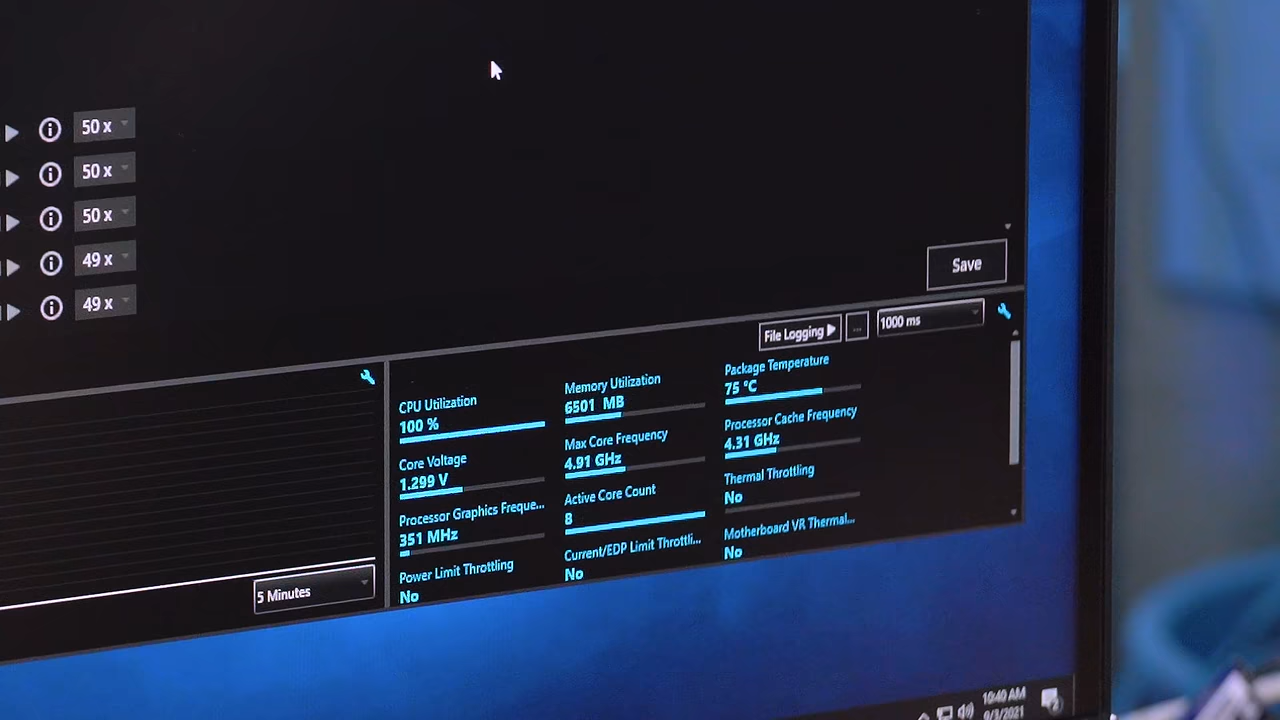 50 x
50 x
50 x
49 x
49 x
Save
File Logging
...
1000 ms
CPU Utilization
100 %
Memory Utilization
6501 MB
Package Temperature
75 °C
Core Voltage
1.299 V
Max Core Frequency
4.91 GHz
Processor Cache Frequency
4.31 GHz
Processor Graphics Freque...
351 MHz
Active Core Count
8
Thermal Throttling
No
Power Limit Throttling
No
Current/EDP Limit Throttli...
No
Motherboard VR Thermal...
No
5 Minutes
10:40 AM
9/3/2021
2